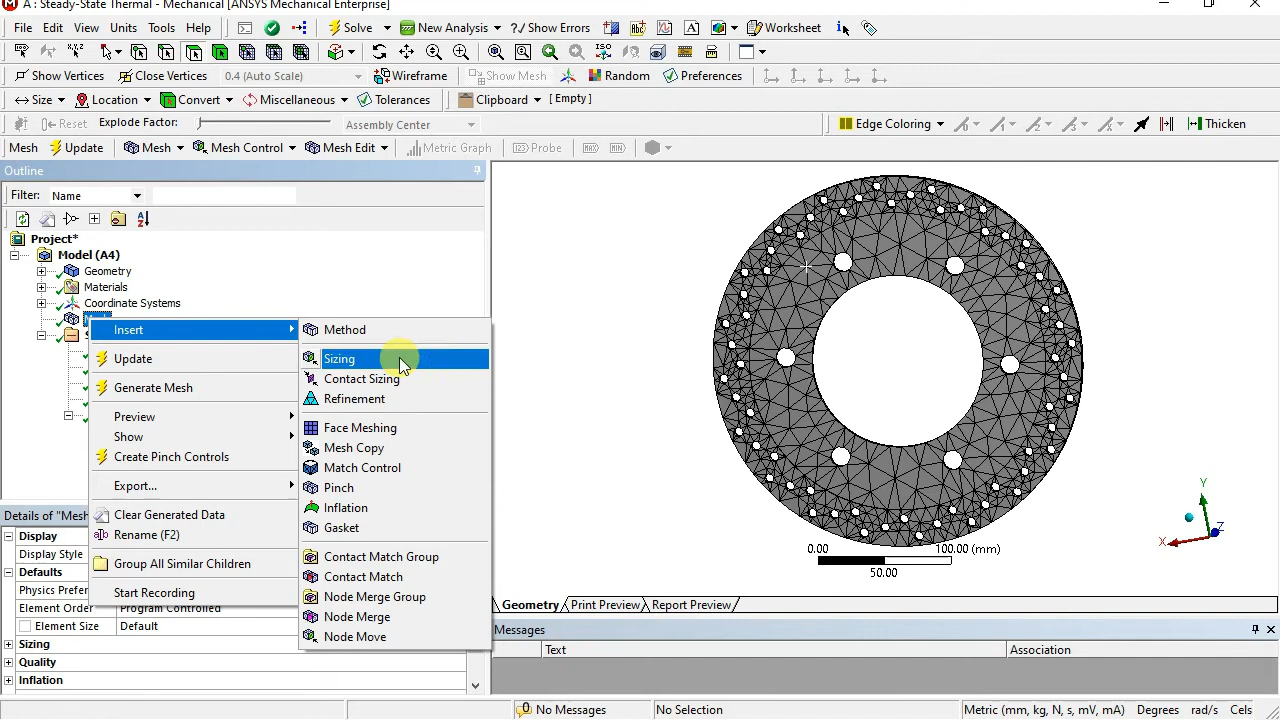 A : Steady-State Thermal - Mechanical [ANSYS Mechanical Enterprise]
File Edit View Units Tools Help Solve New Analysis ?/ Show Errors Worksheet
Show Vertices Close Vertices 0.4 (Auto Scale) Wireframe Show Mesh Random Preferences
Size Location Convert Miscellaneous Tolerances Clipboard [ Empty ]
Reset Explode Factor: Assembly Center Edge Coloring Thicken
Mesh Update Mesh Mesh Control Mesh Edit Metric Graph Probe
Outline
Filter: Name
Project*
Model (A4)
Geometry
Materials
Coordinate Systems
Insert
Update
Generate Mesh
Preview
Show
Create Pinch Controls
Export...
Clear Generated Data
Rename (F2)
Group All Similar Children
Start Recording
Method
Sizing
Contact Sizing
Refinement
Face Meshing
Mesh Copy
Match Control
Pinch
Inflation
Gasket
Contact Match Group
Contact Match
Node Merge Group
Node Merge
Node Move
Details of "Mesh
Display
Display Style
Defaults
Physics Prefer
Element Order Program Controlled
Element Size Default
Sizing
Quality
Inflation
0.00 100.00 (mm)
50.00
Y
X
Z
Geometry Print Preview Report Preview
Messages
Text Association
No Messages No Selection Metric (mm, kg, N, s, mV, mA) Degrees rad/s Cels